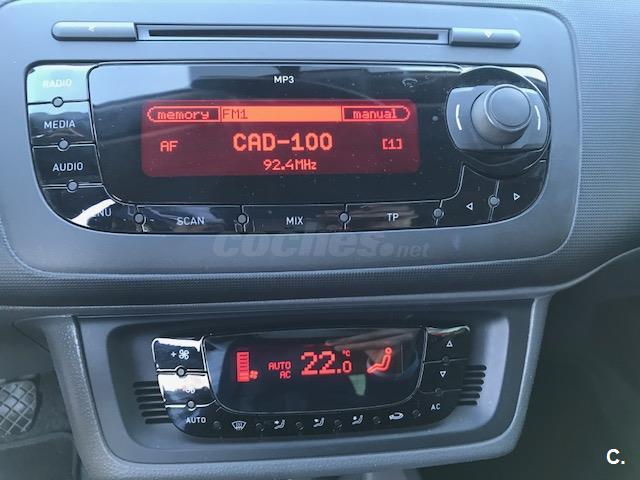 MP3
RADIO
MEDIA
AUDIO
memory FM1 manual
AF CAD-100 [1]
92.4MHz
NU SCAN MIX TP
coches.net
AUTO 22.0 °C
AC
AUTO
AC
C.